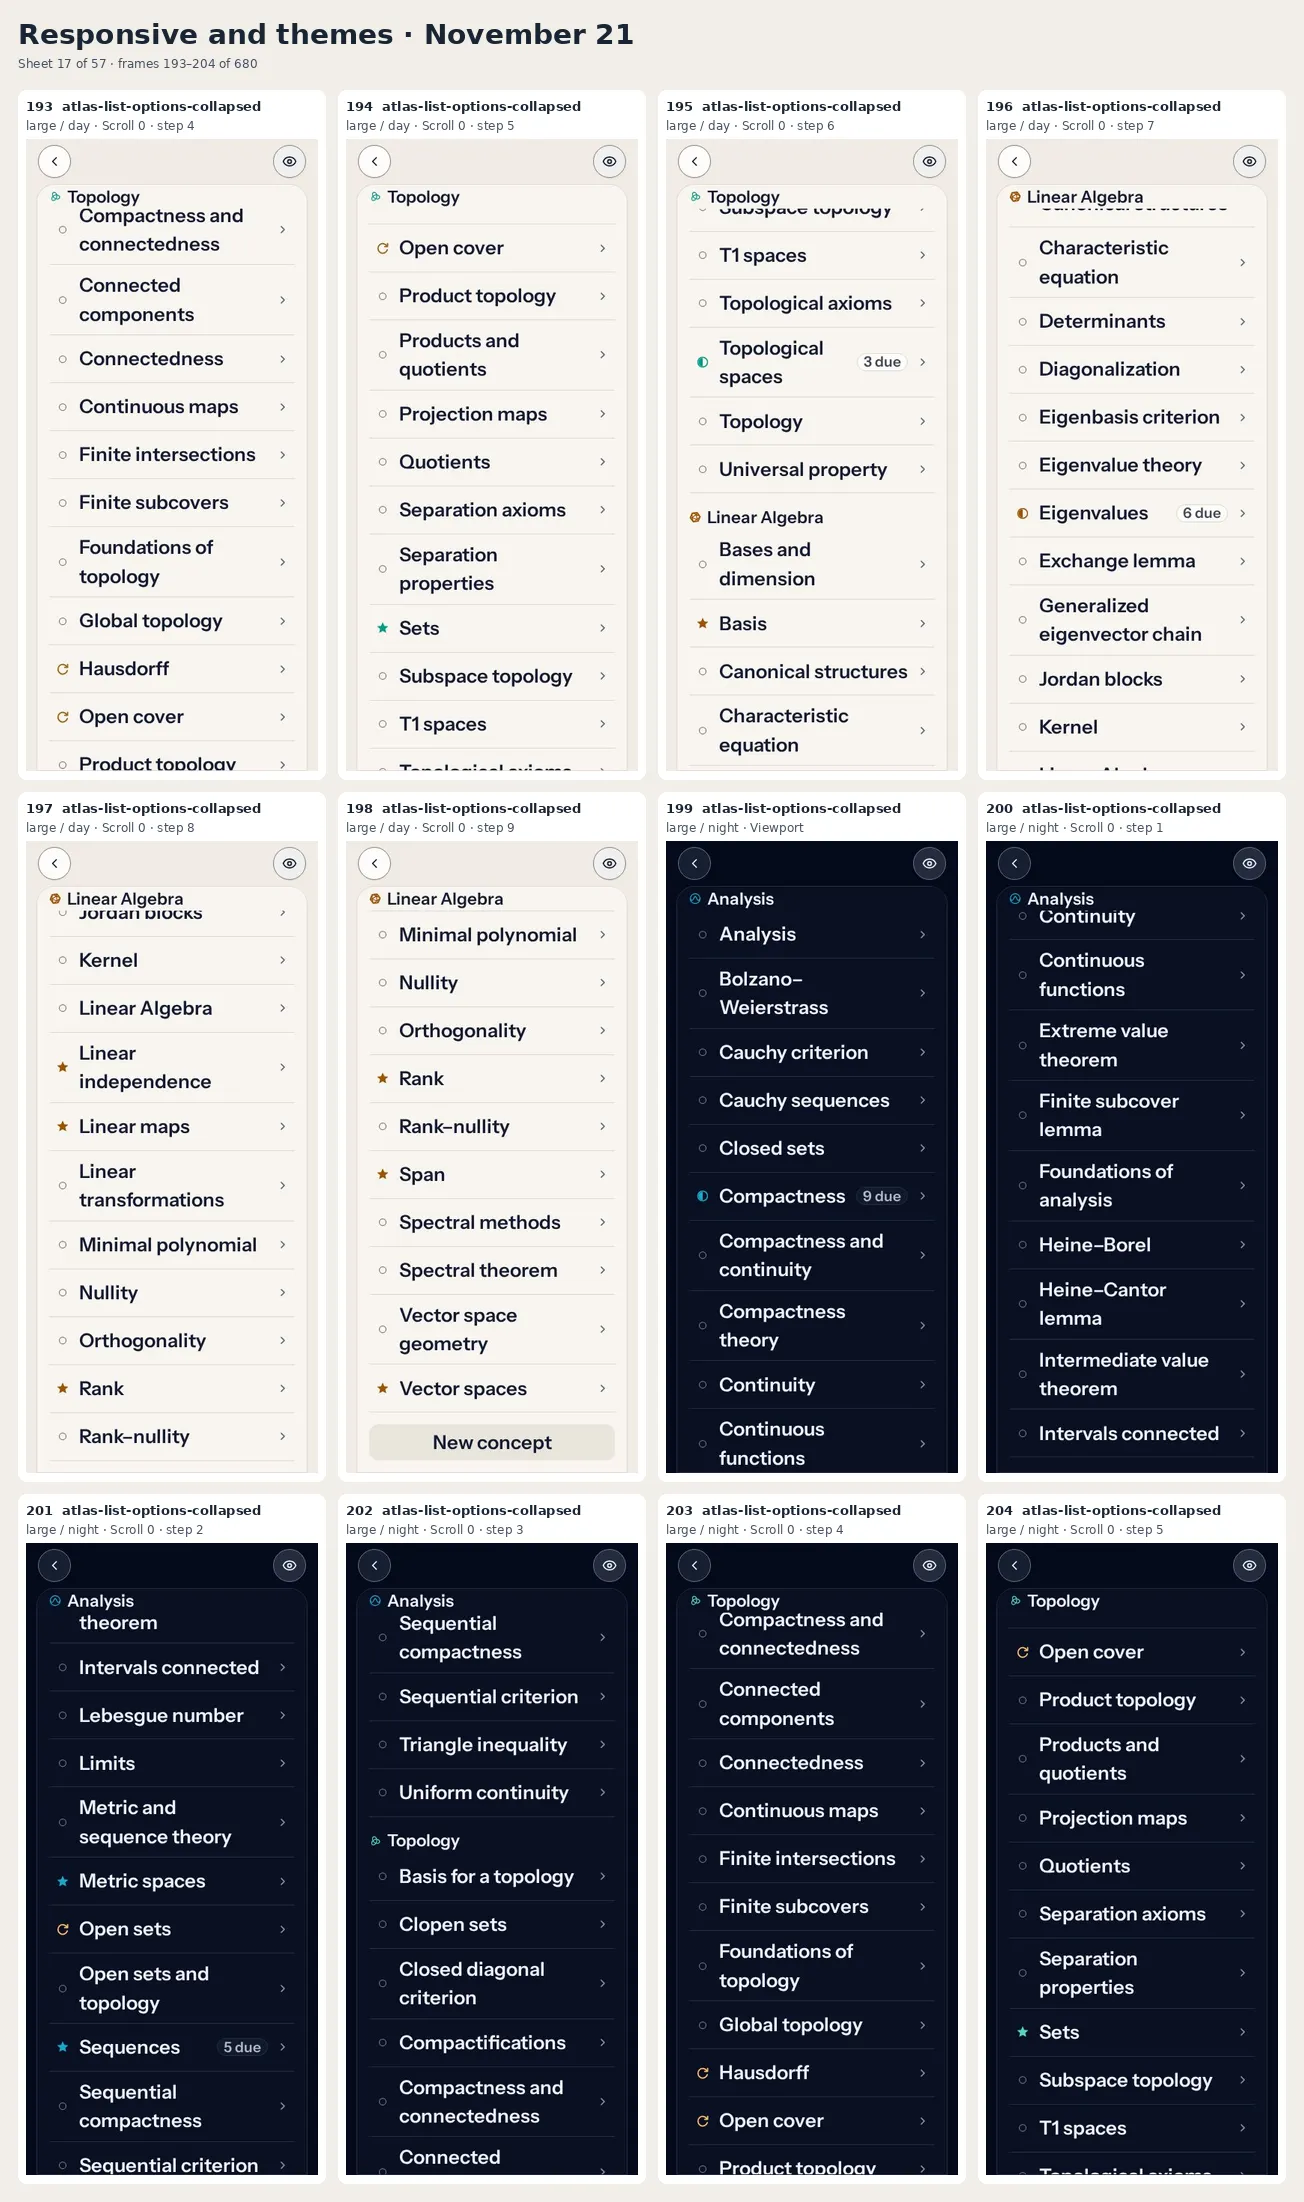 Responsive and themes · November 21
Sheet 17 of 57 · frames 193–204 of 680
193 atlas-list-options-collapsed
large / day · Scroll 0 · step 4
Topology
Compactness and
connectedness
Connected
components
Connectedness
Continuous maps
Finite intersections
Finite subcovers
Foundations of
topology
Global topology
Hausdorff
Open cover
Product topology
194 atlas-list-options-collapsed
large / day · Scroll 0 · step 5
Topology
Open cover
Product topology
Products and
quotients
Projection maps
Quotients
Separation axioms
Separation
properties
Sets
Subspace topology
T1 spaces
Topological axioms
195 atlas-list-options-collapsed
large / day · Scroll 0 · step 6
Topology
Subspace topology
T1 spaces
Topological axioms
Topological
spaces
3 due
Topology
Universal property
Linear Algebra
Bases and
dimension
Basis
Canonical structures
Characteristic
equation
196 atlas-list-options-collapsed
large / day · Scroll 0 · step 7
Linear Algebra
Canonical structures
Characteristic
equation
Determinants
Diagonalization
Eigenbasis criterion
Eigenvalue theory
Eigenvalues 6 due
Exchange lemma
Generalized
eigenvector chain
Jordan blocks
Kernel
Linear Algebra
197 atlas-list-options-collapsed
large / day · Scroll 0 · step 8
Linear Algebra
Jordan blocks
Kernel
Linear Algebra
Linear
independence
Linear maps
Linear
transformations
Minimal polynomial
Nullity
Orthogonality
Rank
Rank–nullity
198 atlas-list-options-collapsed
large / day · Scroll 0 · step 9
Linear Algebra
Minimal polynomial
Nullity
Orthogonality
Rank
Rank–nullity
Span
Spectral methods
Spectral theorem
Vector space
geometry
Vector spaces
New concept
199 atlas-list-options-collapsed
large / night · Viewport
Analysis
Analysis
Bolzano–
Weierstrass
Cauchy criterion
Cauchy sequences
Closed sets
Compactness 9 due
Compactness and
continuity
Compactness
theory
Continuity
Continuous
functions
200 atlas-list-options-collapsed
large / night · Scroll 0 · step 1
Analysis
Continuity
Continuous
functions
Extreme value
theorem
Finite subcover
lemma
Foundations of
analysis
Heine–Borel
Heine–Cantor
lemma
Intermediate value
theorem
Intervals connected
201 atlas-list-options-collapsed
large / night · Scroll 0 · step 2
Analysis
theorem
Intervals connected
Lebesgue number
Limits
Metric and
sequence theory
Metric spaces
Open sets
Open sets and
topology
Sequences 5 due
Sequential
compactness
Sequential criterion
202 atlas-list-options-collapsed
large / night · Scroll 0 · step 3
Analysis
Sequential
compactness
Sequential criterion
Triangle inequality
Uniform continuity
Topology
Basis for a topology
Clopen sets
Closed diagonal
criterion
Compactifications
Compactness and
connectedness
Connected
203 atlas-list-options-collapsed
large / night · Scroll 0 · step 4
Topology
Compactness and
connectedness
Connected
components
Connectedness
Continuous maps
Finite intersections
Finite subcovers
Foundations of
topology
Global topology
Hausdorff
Open cover
Product topology
204 atlas-list-options-collapsed
large / night · Scroll 0 · step 5
Topology
Open cover
Product topology
Products and
quotients
Projection maps
Quotients
Separation axioms
Separation
properties
Sets
Subspace topology
T1 spaces
Topological axioms